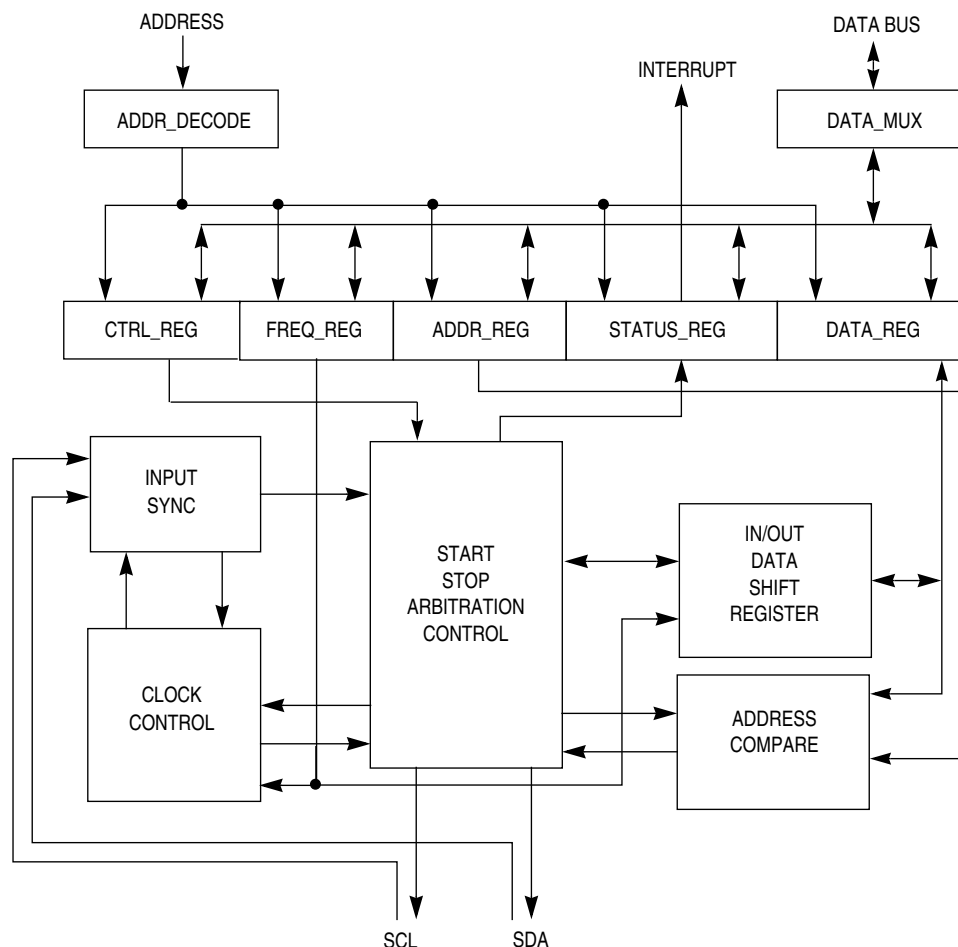 ADDRESS
DATA BUS
INTERRUPT
ADDR_DECODE
DATA_MUX
CTRL_REG
FREQ_REG
ADDR_REG
STATUS_REG
DATA_REG
INPUT
SYNC
START
STOP
ARBITRATION
CONTROL
IN/OUT
DATA
SHIFT
REGISTER
CLOCK
CONTROL
ADDRESS
COMPARE
SCL
SDA